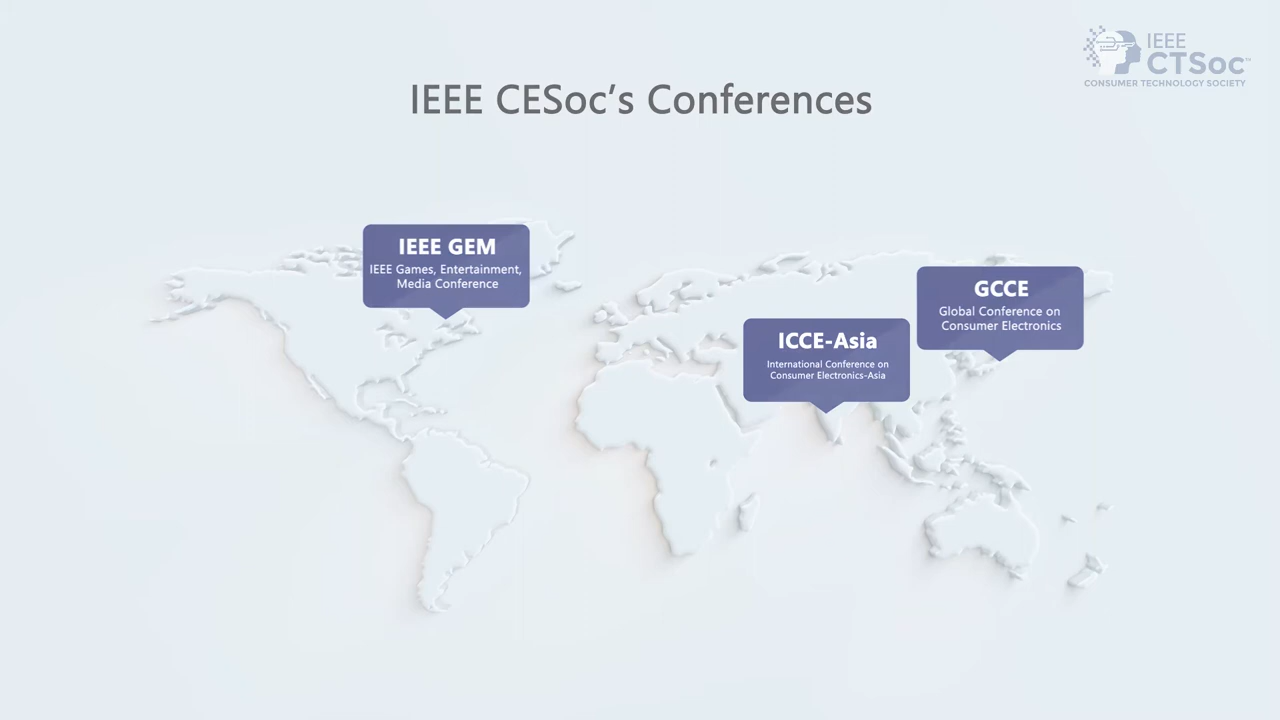 IEEE
CTSoc™
CONSUMER TECHNOLOGY SOCIETY
IEEE CESoc’s Conferences
IEEE GEM
IEEE Games, Entertainment,
Media Conference
GCCE
Global Conference on
Consumer Electronics
ICCE-Asia
International Conference on
Consumer Electronics-Asia